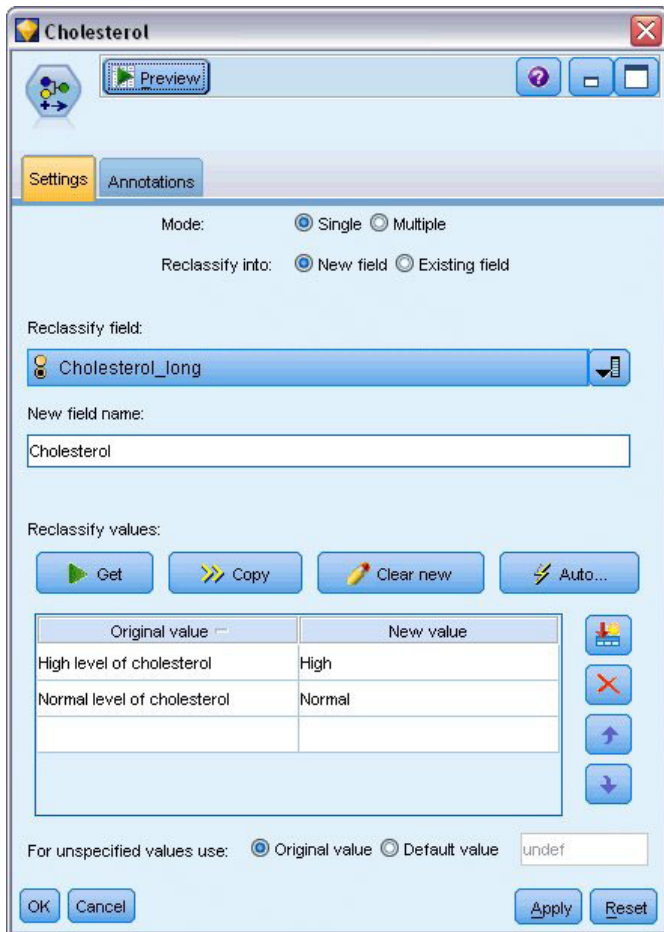 Cholesterol
Preview
Settings Annotations
Mode: Single Multiple
Reclassify into: New field Existing field
Reclassify field:
Cholesterol_long
New field name:
Cholesterol
Reclassify values:
Get Copy Clear new Auto...
Original value New value
High level of cholesterol High
Normal level of cholesterol Normal
For unspecified values use: Original value Default value undef
OK Cancel Apply Reset